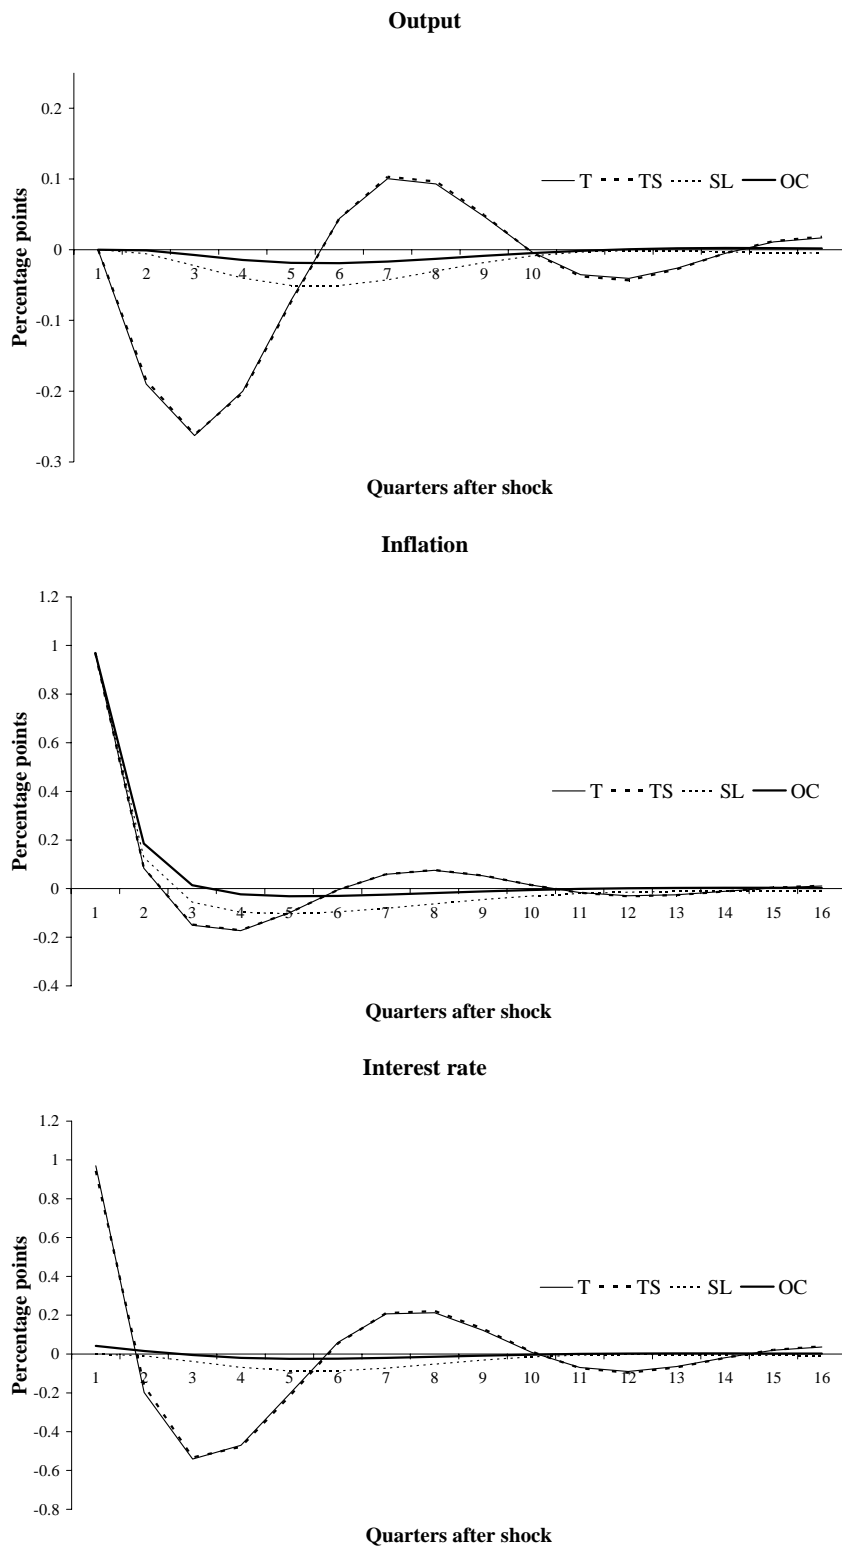 Output
0.2
0.1
0
-0.1
-0.2
-0.3
Percentage points
T TS SL OC
1 2 3 4 5 6 7 8 9 10 11 12 13 14 15 16
Quarters after shock
Inflation
1.2
1
0.8
0.6
0.4
0.2
0
-0.2
-0.4
Percentage points
T TS SL OC
1 2 3 4 5 6 7 8 9 10 11 12 13 14 15 16
Quarters after shock
Interest rate
1.2
1
0.8
0.6
0.4
0.2
0
-0.2
-0.4
-0.6
-0.8
Percentage points
T TS SL OC
1 2 3 4 5 6 7 8 9 10 11 12 13 14 15 16
Quarters after shock